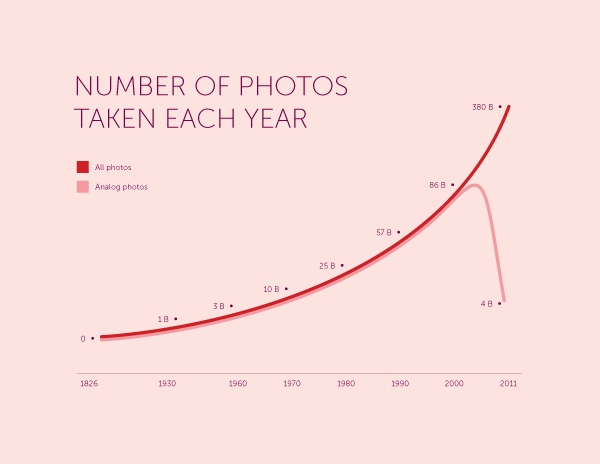 NUMBER OF PHOTOS
TAKEN EACH YEAR
All photos
Analog photos
380 B
86 B
57 B
25 B
10 B
3 B
1 B
4 B
0
1826 1930 1960 1970 1980 1990 2000 2011